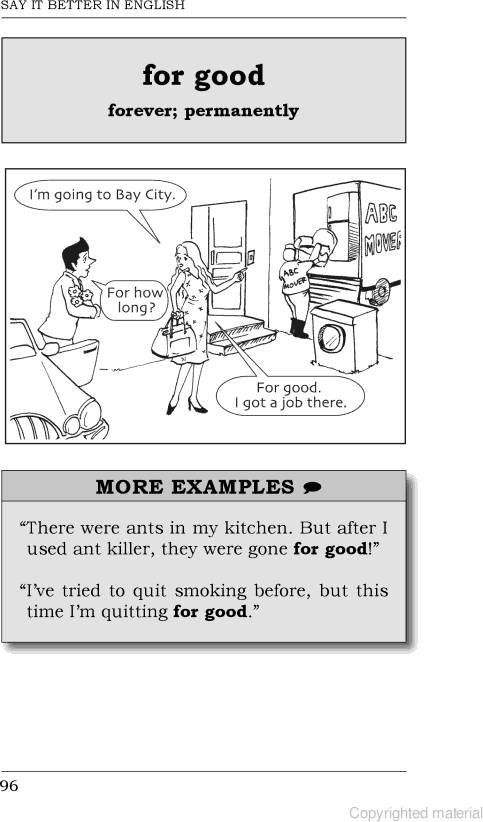 SAY IT BETTER IN ENGLISH
for good
forever; permanently
I'm going to Bay City.
For how
long?
ABC
MOVER
ABC
MOVER
For good.
I got a job there.
MORE EXAMPLES
“There were ants in my kitchen. But after I
used ant killer, they were gone for good!”
“I've tried to quit smoking before, but this
time I'm quitting for good.”
96
Copyrighted material